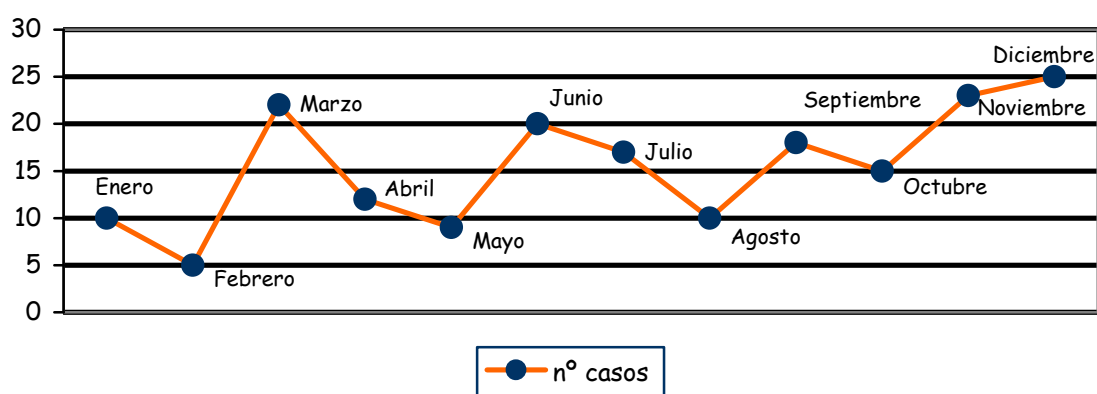 30
25
20
15
10
5
0
Enero
Febrero
Marzo
Abril
Mayo
Junio
Julio
Agosto
Septiembre
Octubre
Noviembre
Diciembre
nº casos